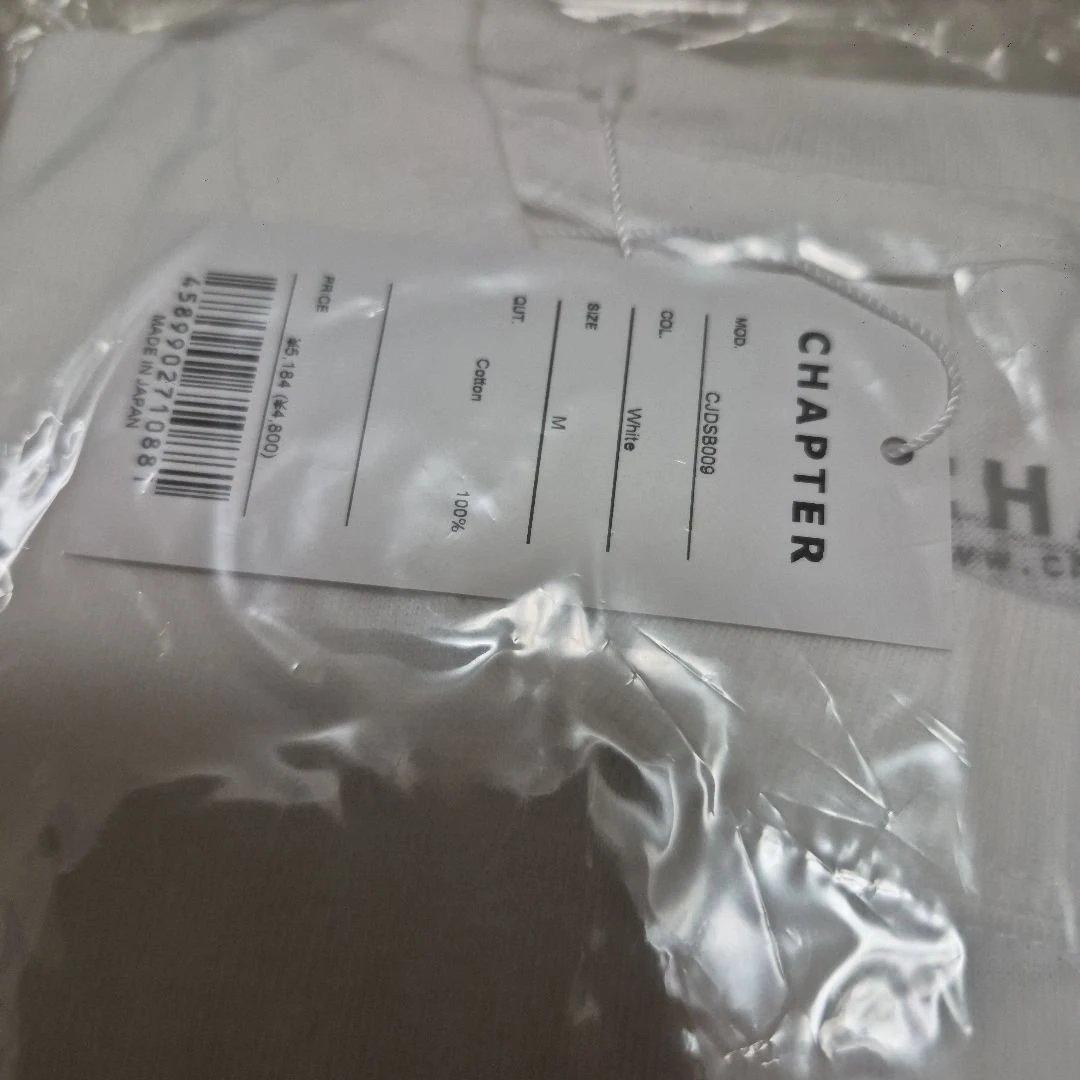 CHAPTER
MOD.
CJDSB009
COL.
White
SIZE
M
QUT.
Cotton 100%
PRICE
¥5,184 (¥4,800)
4589902710881
MADE IN JAPAN
H